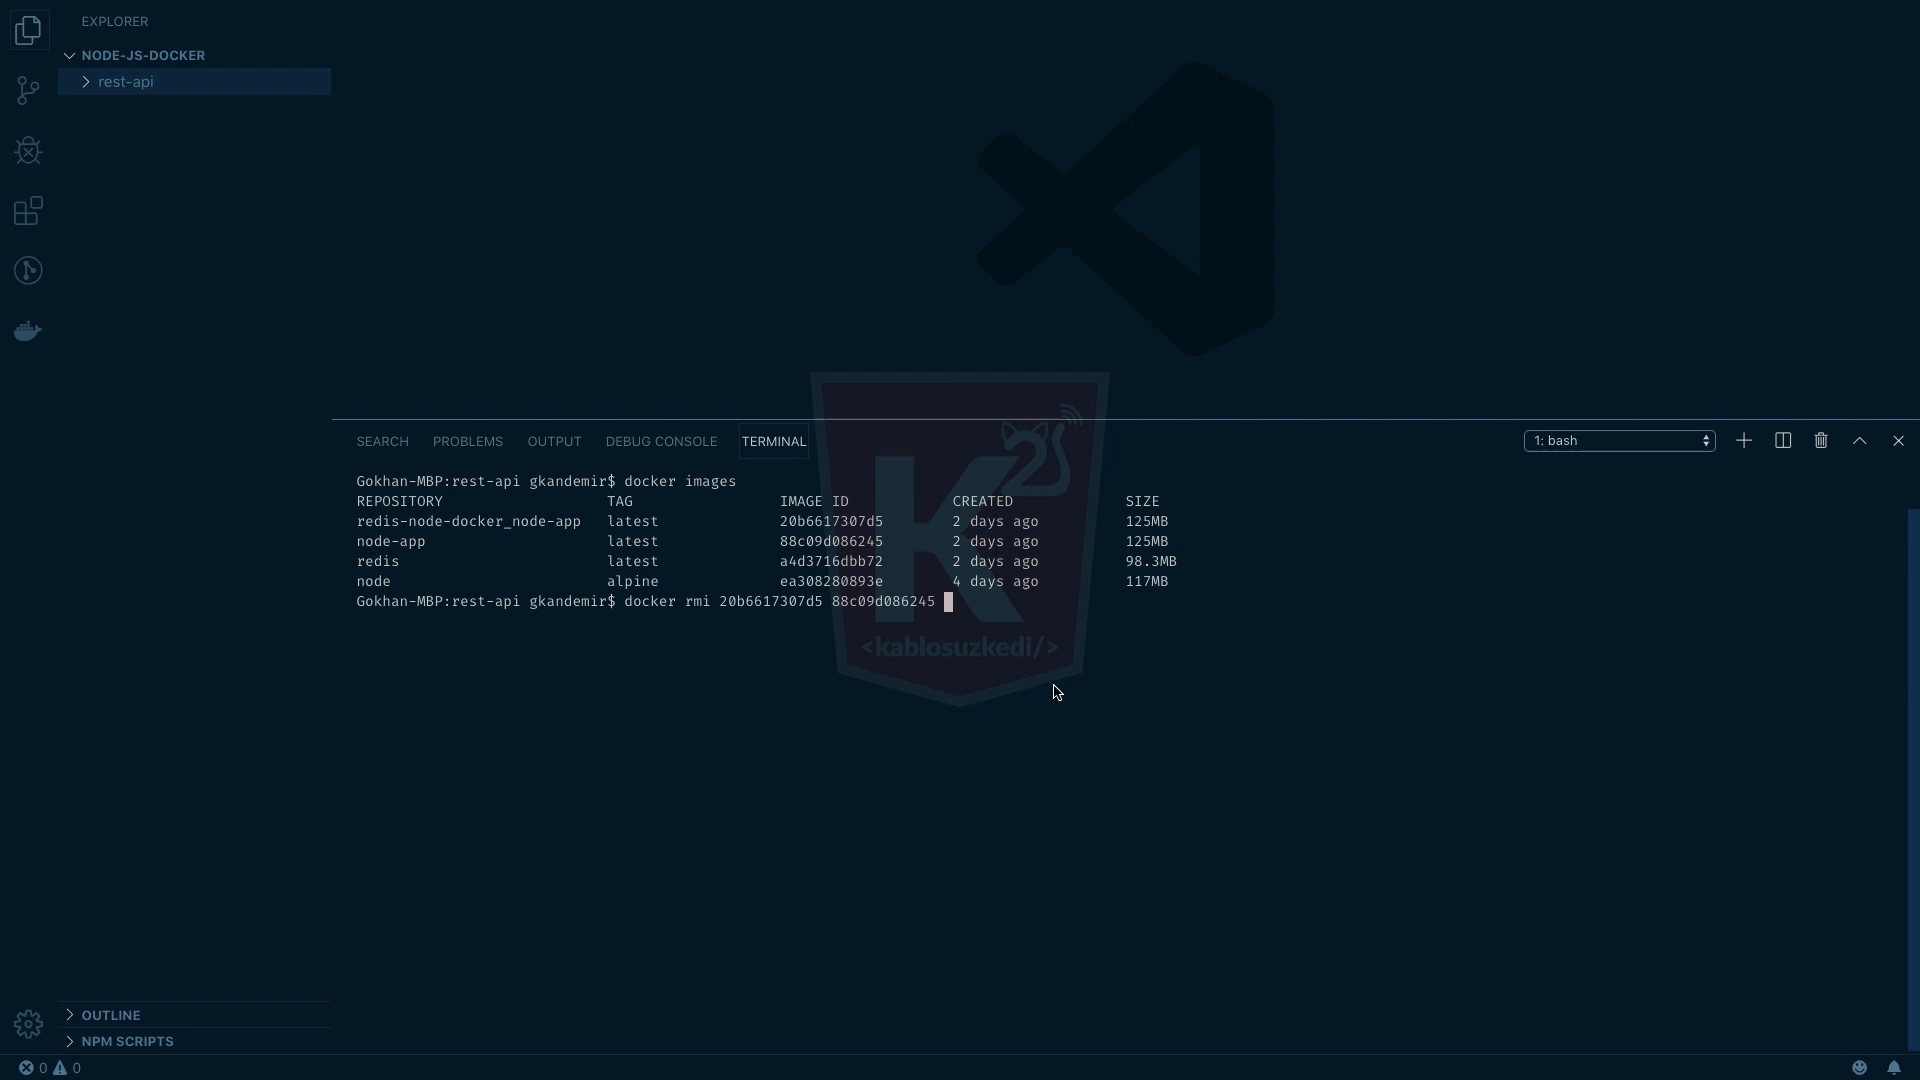 EXPLORER
NODE-JS-DOCKER
rest-api
SEARCH PROBLEMS OUTPUT DEBUG CONSOLE TERMINAL 1: bash
Gokhan-MBP:rest-api gkandemir$ docker images
REPOSITORY TAG IMAGE ID CREATED SIZE
redis-node-docker_node-app latest 20b6617307d5 2 days ago 125MB
node-app latest 88c09d086245 2 days ago 125MB
redis latest a4d3716dbb72 2 days ago 98.3MB
node alpine ea308280893e 4 days ago 117MB
Gokhan-MBP:rest-api gkandemir$ docker rmi 20b6617307d5 88c09d086245
K2
<kablosuzkedi/>
OUTLINE
NPM SCRIPTS
0 0